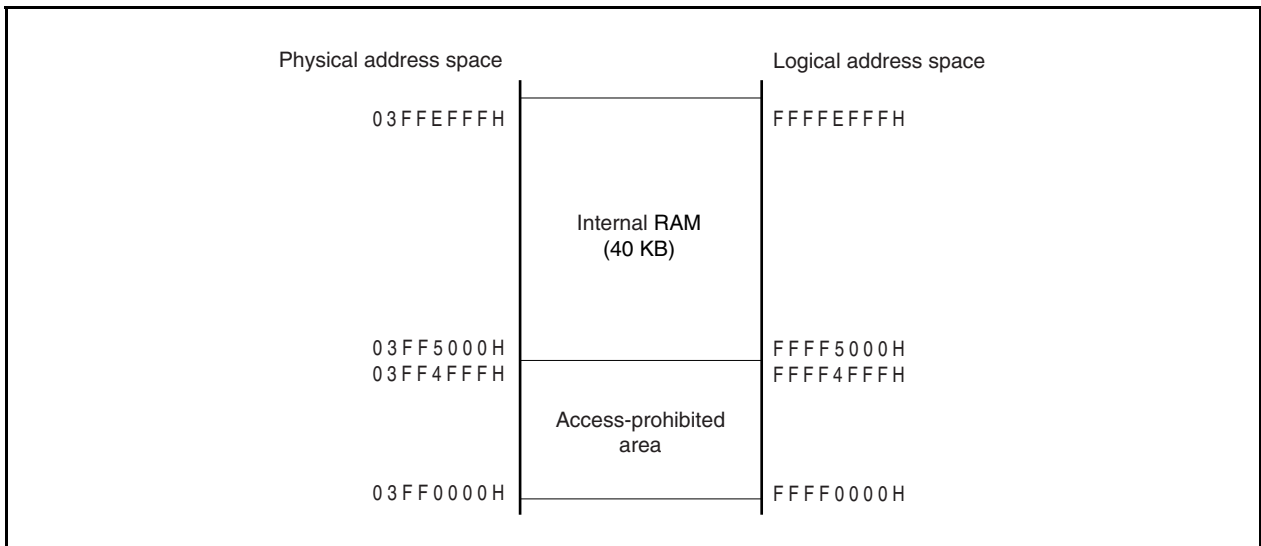 Physical address space
Logical address space
03FFEFFFH
FFFFEFFFH
Internal RAM
(40 KB)
03FF5000H
FFFF5000H
03FF4FFFH
FFFF4FFFH
Access-prohibited
area
03FF0000H
FFFF0000H